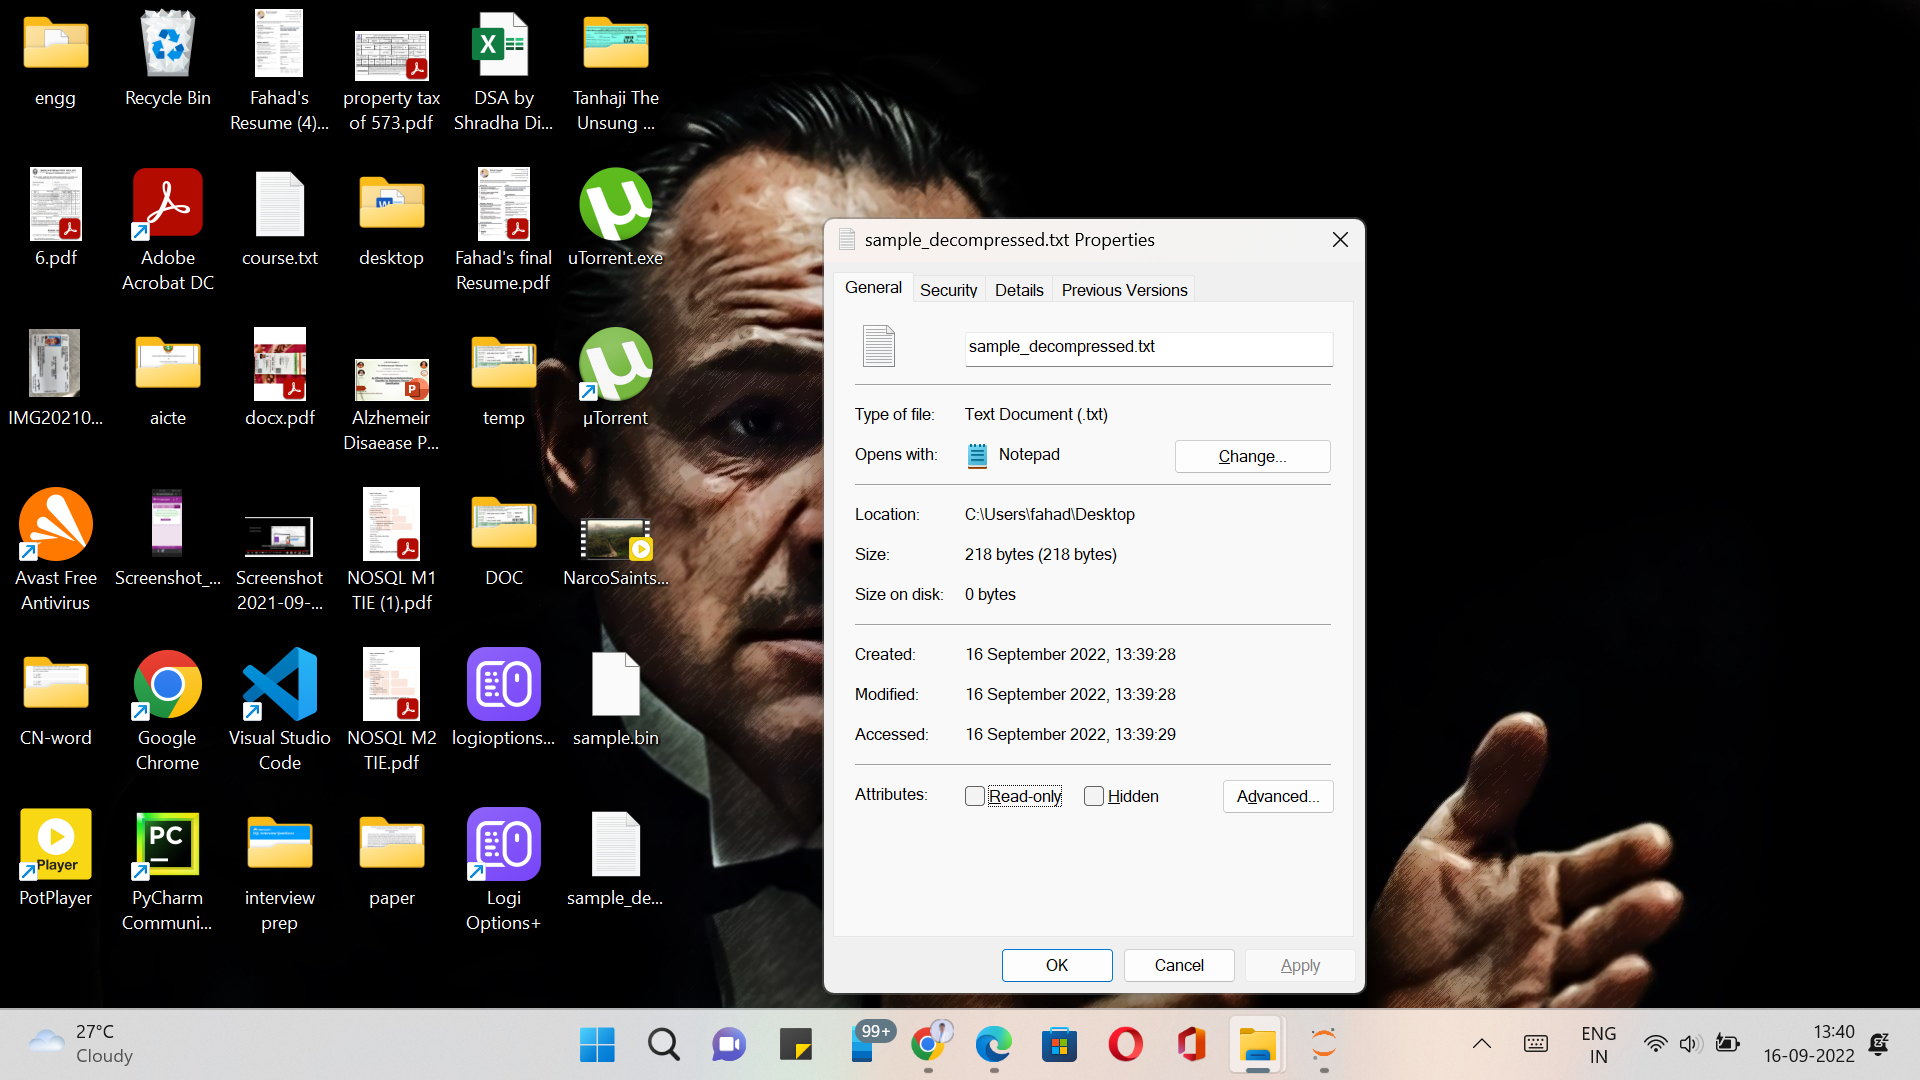 engg
Recycle Bin
Fahad's
Resume (4)...
property tax
of 573.pdf
DSA by
Shradha Di...
Tanhaji The
Unsung ...
6.pdf
Adobe
Acrobat DC
course.txt
desktop
Fahad's final
Resume.pdf
uTorrent.exe
IMG20210...
aicte
docx.pdf
Alzhemeir
Disaease P...
temp
µTorrent
Avast Free
Antivirus
Screenshot_...
Screenshot
2021-09-...
NOSQL M1
TIE (1).pdf
DOC
NarcoSaints...
CN-word
Google
Chrome
Visual Studio
Code
NOSQL M2
TIE.pdf
logioptions...
sample.bin
Player
PotPlayer
PC
PyCharm
Communi...
interview
prep
paper
Logi
Options+
sample_de...
sample_decompressed.txt Properties
General
Security
Details
Previous Versions
sample_decompressed.txt
Type of file: Text Document (.txt)
Opens with: Notepad
Change...
Location: C:\Users\fahad\Desktop
Size: 218 bytes (218 bytes)
Size on disk: 0 bytes
Created: 16 September 2022, 13:39:28
Modified: 16 September 2022, 13:39:28
Accessed: 16 September 2022, 13:39:29
Attributes: Read-only Hidden Advanced...
OK Cancel Apply
27°C
Cloudy
99+
ENG
IN
13:40
16-09-2022